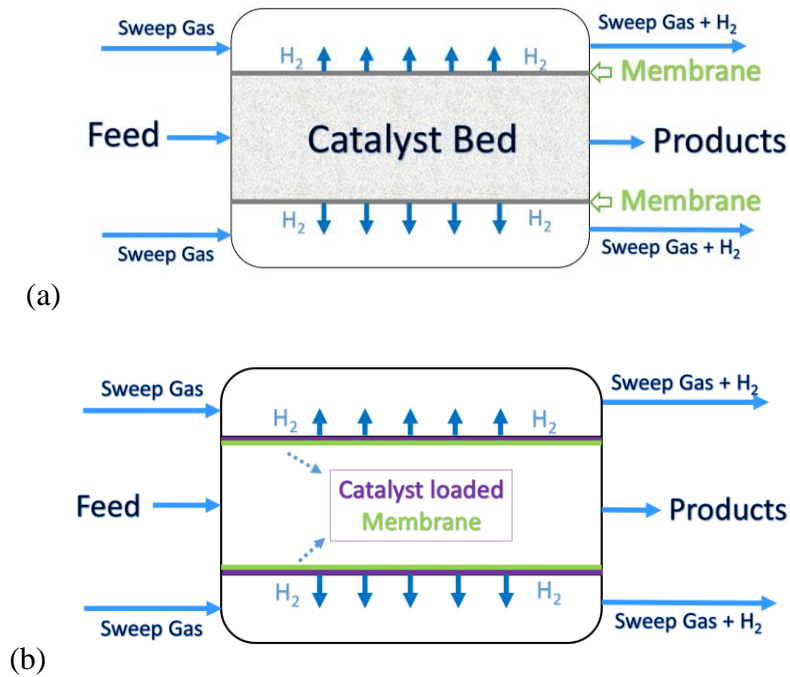 Sweep Gas
Sweep Gas + H₂
H₂
H₂
Membrane
Feed
Catalyst Bed
Products
Membrane
H₂
H₂
Sweep Gas
Sweep Gas + H₂
(a)
Sweep Gas
Sweep Gas + H₂
H₂
H₂
Feed
Catalyst loaded
Membrane
Products
H₂
H₂
Sweep Gas
Sweep Gas + H₂
(b)